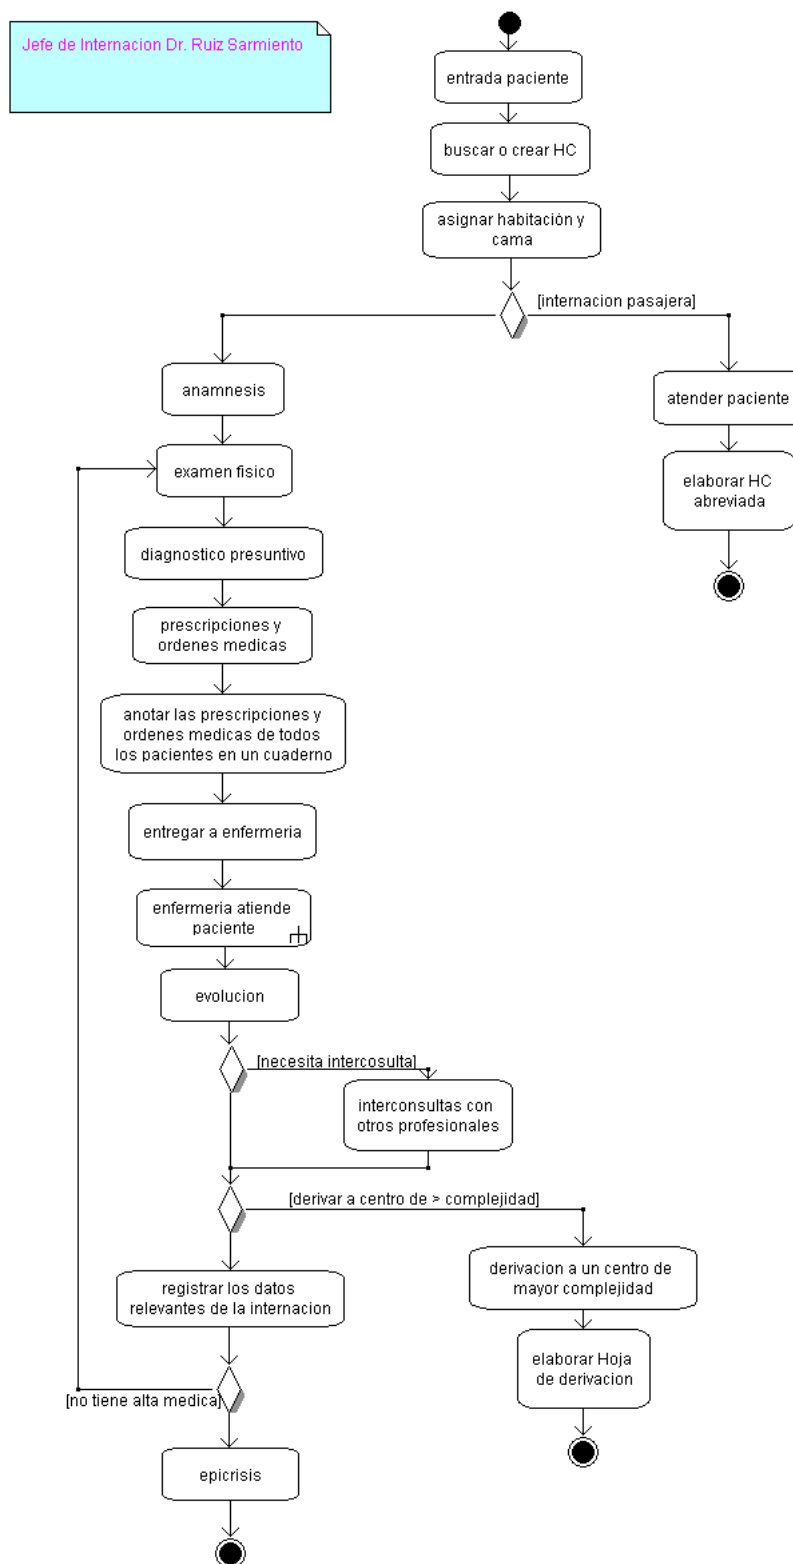 Jefe de Internacion Dr. Ruiz Sarmiento
entrada paciente
buscar o crear HC
asignar habitación y
cama
[internacion pasajera]
anamnesis
atender paciente
examen fisico
elaborar HC
abreviada
diagnostico presuntivo
prescripciones y
ordenes medicas
anotar las prescripciones y
ordenes medicas de todos
los pacientes en un cuaderno
entregar a enfermeria
enfermeria atiende
paciente
evolucion
[necesita intercosulta]
interconsultas con
otros profesionales
[derivar a centro de > complejidad]
derivacion a un centro de
mayor complejidad
registrar los datos
relevantes de la internacion
elaborar Hoja
de derivacion
[no tiene alta medica]
epicrisis